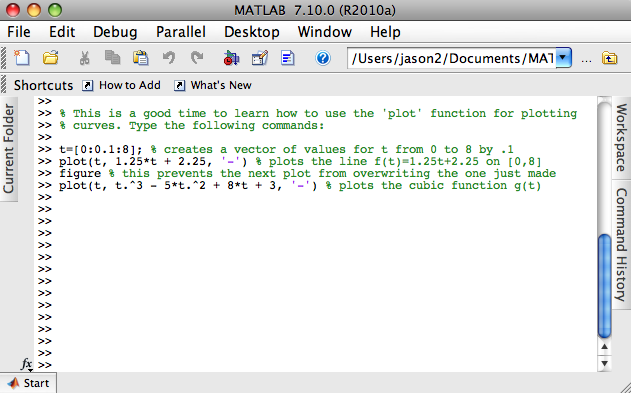 MATLAB 7.10.0 (R2010a)
File Edit Debug Parallel Desktop Window Help
/Users/jason2/Documents/MAT
...
Shortcuts How to Add What's New
Current Folder
>>
>> % This is a good time to learn how to use the 'plot' function for plotting
>> % curves. Type the following commands:
>>
>> t=[0:0.1:8]; % creates a vector of values for t from 0 to 8 by .1
>> plot(t, 1.25*t + 2.25, '-') % plots the line f(t)=1.25t+2.25 on [0,8]
>> figure % this prevents the next plot from overwriting the one just made
>> plot(t, t.^3 - 5*t.^2 + 8*t + 3, '-') % plots the cubic function g(t)
>>
>>
>>
>>
>>
>>
>>
>>
>>
>>
>>
>>
>>
>>
fx >>
Workspace
Command History
Start